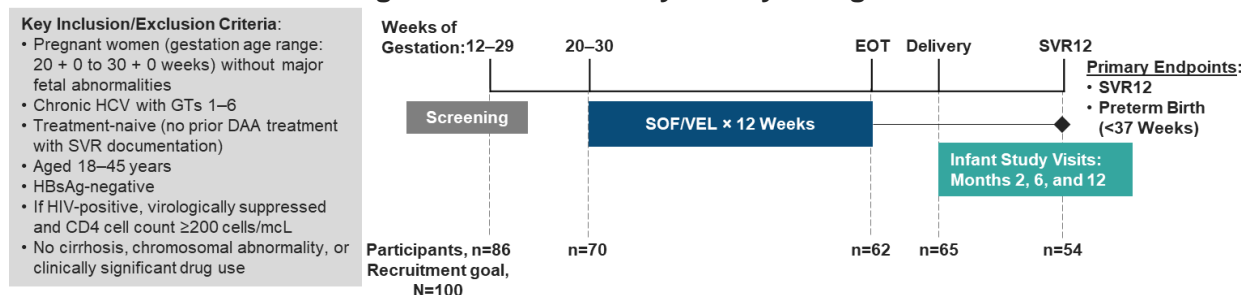 Key Inclusion/Exclusion Criteria:
• Pregnant women (gestation age range:
20 + 0 to 30 + 0 weeks) without major
fetal abnormalities
• Chronic HCV with GTs 1–6
• Treatment-naive (no prior DAA treatment
with SVR documentation)
• Aged 18–45 years
• HBsAg-negative
• If HIV-positive, virologically suppressed
and CD4 cell count ≥200 cells/mcL
• No cirrhosis, chromosomal abnormality, or
clinically significant drug use
Weeks of
Gestation: 12–29 20–30 EOT Delivery SVR12
Primary Endpoints:
• SVR12
• Preterm Birth
(<37 Weeks)
Screening
SOF/VEL × 12 Weeks
Infant Study Visits:
Months 2, 6, and 12
Participants, n=86 n=70 n=62 n=65 n=54
Recruitment goal,
N=100